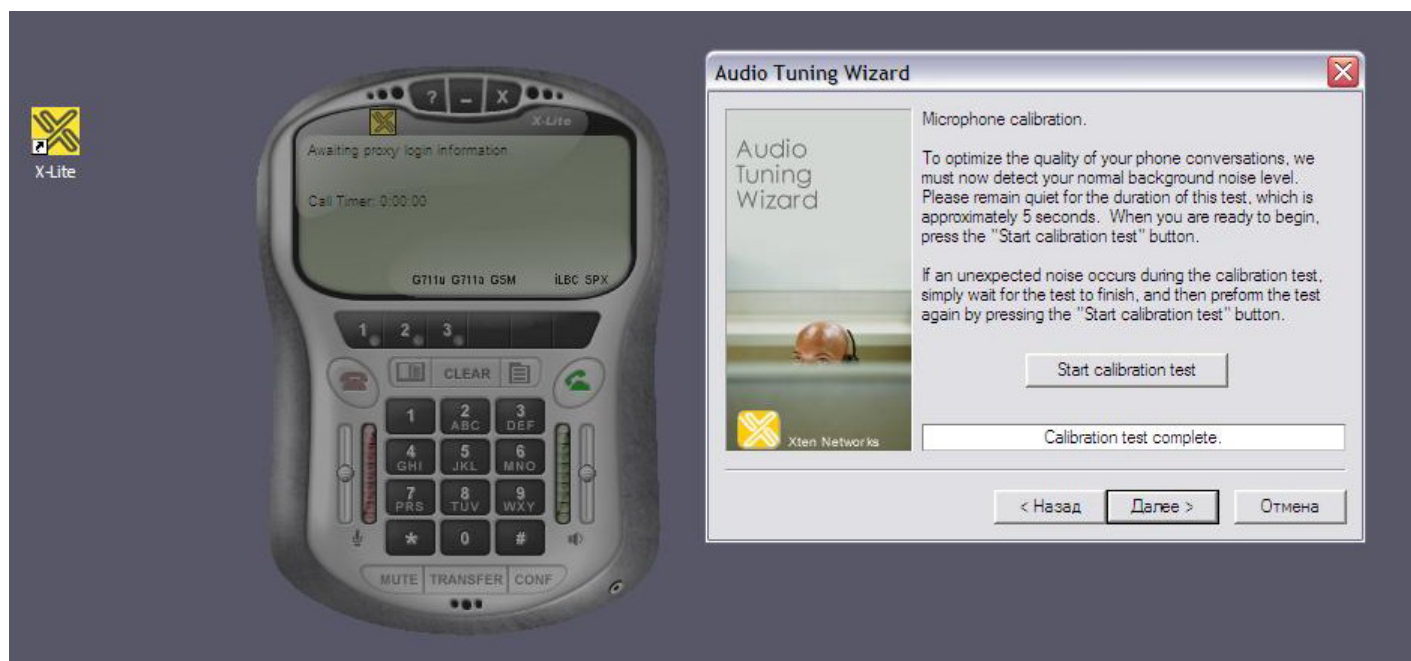 X-Lite
?
–
X
X-Lite
Awaiting proxy login information
Call Timer: 0:00:00
G711u G711a GSM iLBC SPX
1 2 3
CLEAR
1 2 3
ABC DEF
4 5 6
GHI JKL MNO
7 8 9
PRS TUV WXY
* 0 #
MUTE TRANSFER CONF
Audio Tuning Wizard
Audio
Tuning
Wizard
Xten Networks
Microphone calibration.
To optimize the quality of your phone conversations, we
must now detect your normal background noise level.
Please remain quiet for the duration of this test, which is
approximately 5 seconds. When you are ready to begin,
press the "Start calibration test" button.
If an unexpected noise occurs during the calibration test,
simply wait for the test to finish, and then preform the test
again by pressing the "Start calibration test" button.
Start calibration test
Calibration test complete.
< Назад
Далее >
Отмена